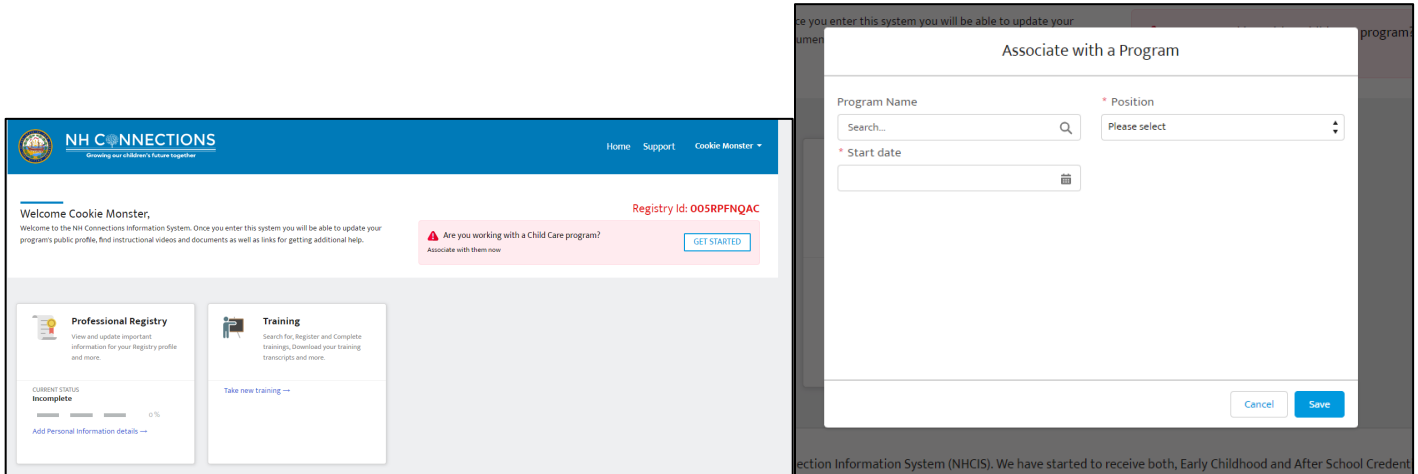 NH CONNECTIONS
Growing our children's future together
Home Support Cookie Monster
Welcome Cookie Monster,
Welcome to the NH Connections Information System. Once you enter this system you will be able to update your
program's public profile, find instructional videos and documents as well as links for getting additional help.
Registry Id: 005RPFNQAC
Are you working with a Child Care program?
Associate with them now
GET STARTED
Professional Registry
View and update important
information for your Registry profile
and more.
CURRENT STATUS
Incomplete
0 %
Add Personal Information details →
Training
Search for, Register and Complete
trainings, Download your training
transcripts and more.
Take new training →
ce you enter this system you will be able to update your
umen
program?
Associate with a Program
Program Name
Search...
* Position
Please select
* Start date
Cancel
Save
ection Information System (NHCIS). We have started to receive both, Early Childhood and After School Credent